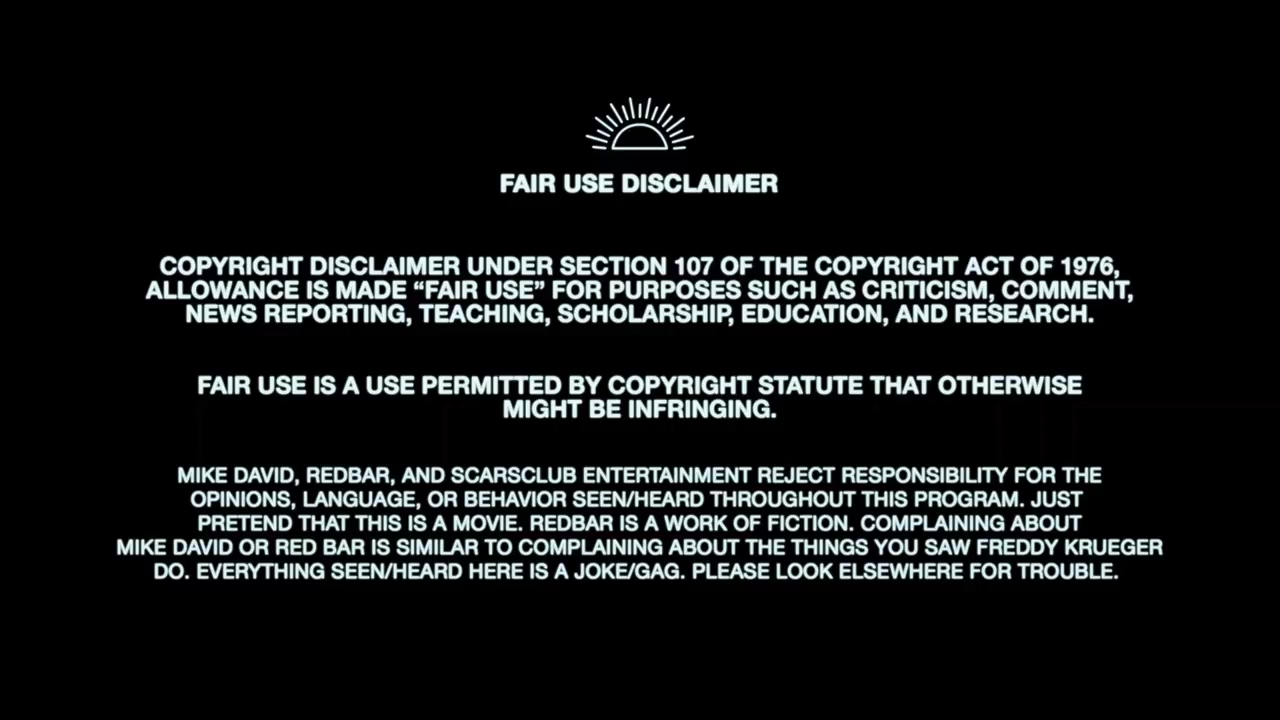 FAIR USE DISCLAIMER
COPYRIGHT DISCLAIMER UNDER SECTION 107 OF THE COPYRIGHT ACT OF 1976,
ALLOWANCE IS MADE “FAIR USE” FOR PURPOSES SUCH AS CRITICISM, COMMENT,
NEWS REPORTING, TEACHING, SCHOLARSHIP, EDUCATION, AND RESEARCH.
FAIR USE IS A USE PERMITTED BY COPYRIGHT STATUTE THAT OTHERWISE
MIGHT BE INFRINGING.
MIKE DAVID, REDBAR, AND SCARSCLUB ENTERTAINMENT REJECT RESPONSIBILITY FOR THE
OPINIONS, LANGUAGE, OR BEHAVIOR SEEN/HEARD THROUGHOUT THIS PROGRAM. JUST
PRETEND THAT THIS IS A MOVIE. REDBAR IS A WORK OF FICTION. COMPLAINING ABOUT
MIKE DAVID OR RED BAR IS SIMILAR TO COMPLAINING ABOUT THE THINGS YOU SAW FREDDY KRUEGER
DO. EVERYTHING SEEN/HEARD HERE IS A JOKE/GAG. PLEASE LOOK ELSEWHERE FOR TROUBLE.